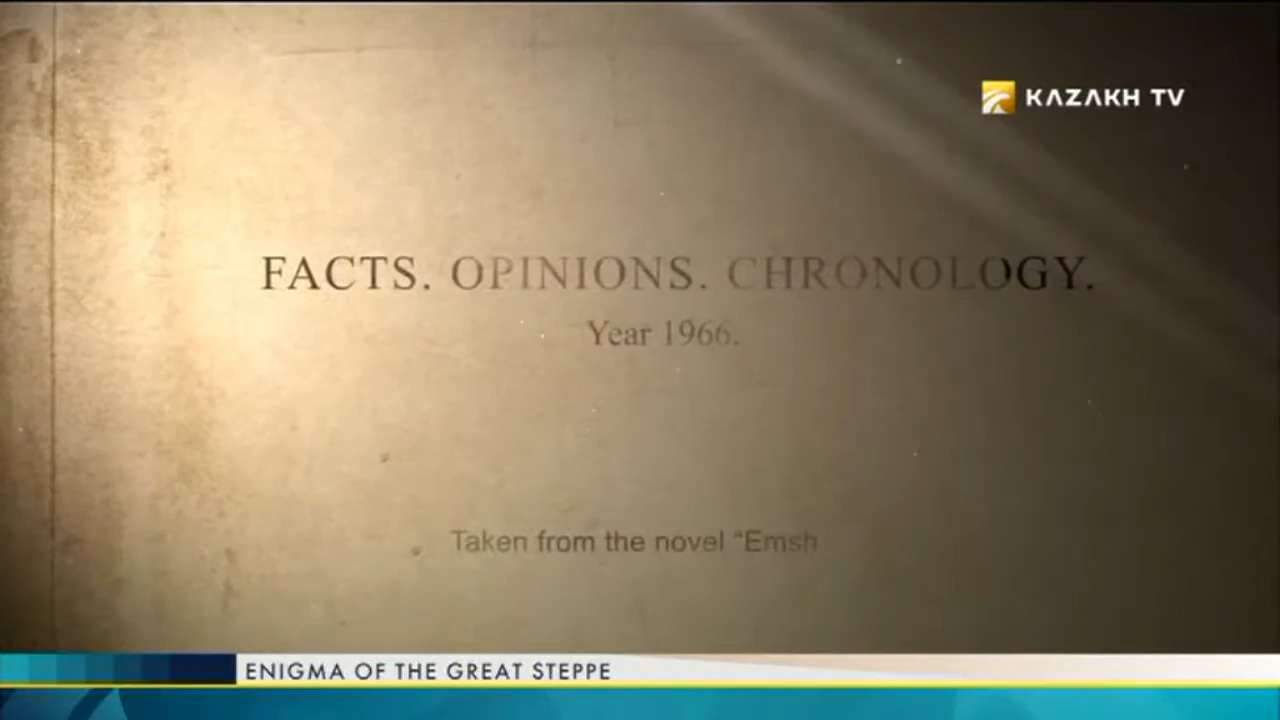 KAZAKH TV
FACTS. OPINIONS. CHRONOLOGY.
Year 1966.
Taken from the novel “Emsh
ENIGMA OF THE GREAT STEPPE